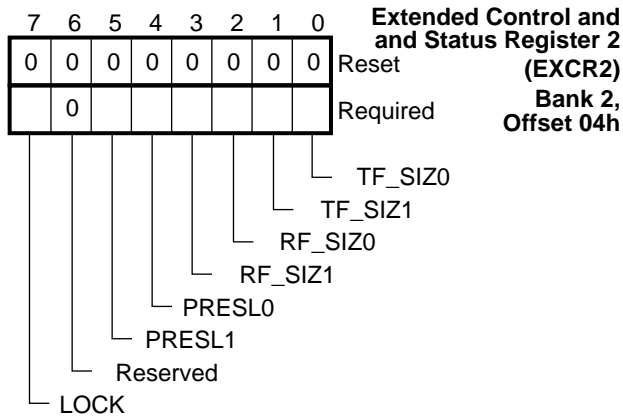 7 6 5 4 3 2 1 0
Extended Control and
and Status Register 2
(EXCR2)
Bank 2,
Offset 04h
0 0 0 0 0 0 0 0 Reset
0 Required
TF_SIZ0
TF_SIZ1
RF_SIZ0
RF_SIZ1
PRESL0
PRESL1
Reserved
LOCK